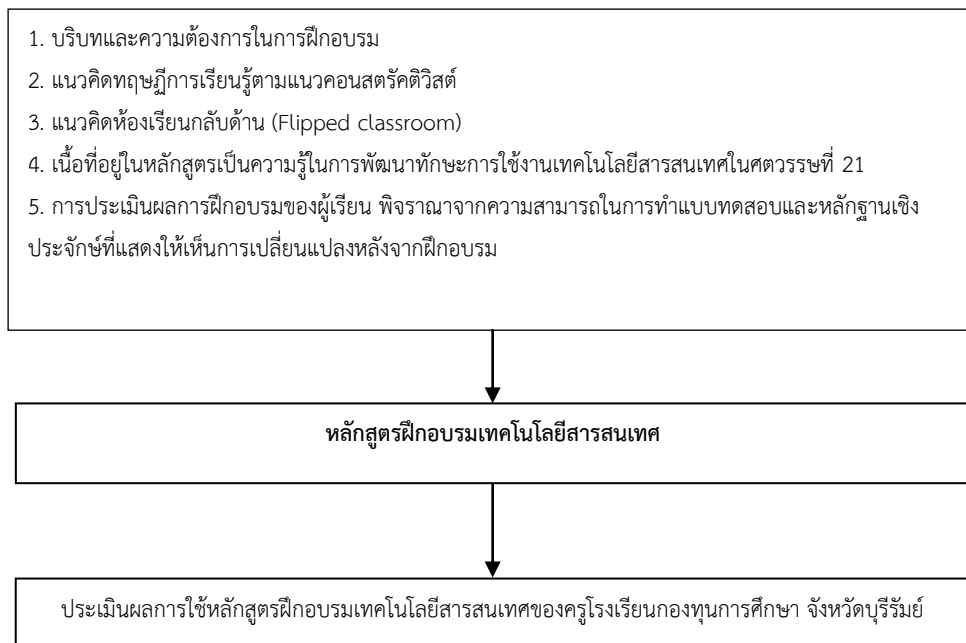 1. บริบทและความต้องการในการฝึกอบรม
2. แนวคิดทฤษฏีการเรียนรู้ตามแนวคอนสตรัคติวิสต์
3. แนวคิดห้องเรียนกลับด้าน (Flipped classroom)
4. เนื้อที่อยู่ในหลักสูตรเป็นความรู้ในการพัฒนาทักษะการใช้งานเทคโนโลยีสารสนเทศในศตวรรษที่ 21
5. การประเมินผลการฝึกอบรมของผู้เรียน พิจราณาจากความสามารถในการทำแบบทดสอบและหลักฐานเชิง
ประจักษ์ที่แสดงให้เห็นการเปลี่ยนแปลงหลังจากฝึกอบรม
หลักสูตรฝึกอบรมเทคโนโลยีสารสนเทศ
ประเมินผลการใช้หลักสูตรฝึกอบรมเทคโนโลยีสารสนเทศของครูโรงเรียนกองทุนการศึกษา จังหวัดบุรีรัมย์